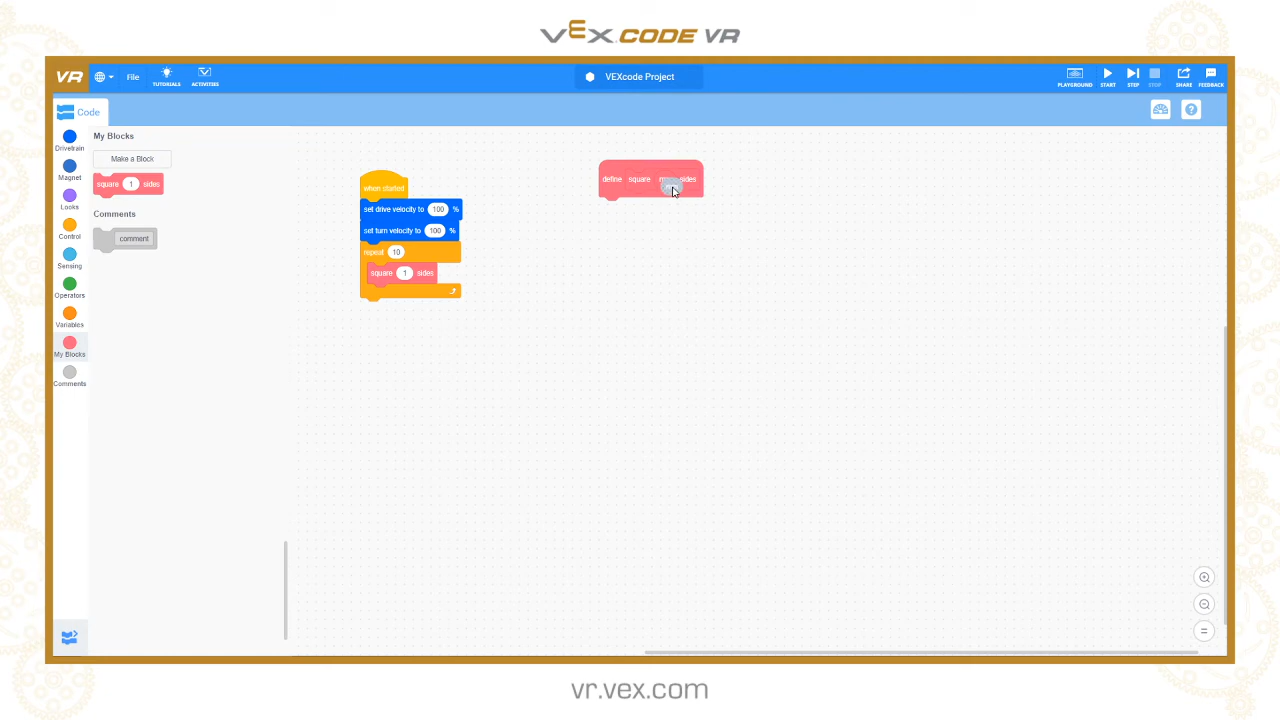 VEX CODE VR
VR
File
TUTORIALS
ACTIVITIES
VEXcode Project
PLAYGROUND
START
STEP
STOP
SHARE
FEEDBACK
Code
Drivetrain
Magnet
Looks
Control
Sensing
Operators
Variables
My Blocks
Comments
My Blocks
Make a Block
square 1 sides
Comments
comment
when started
set drive velocity to 100 %
set turn velocity to 100 %
repeat 10
square 1 sides
define square sides
vr.vex.com